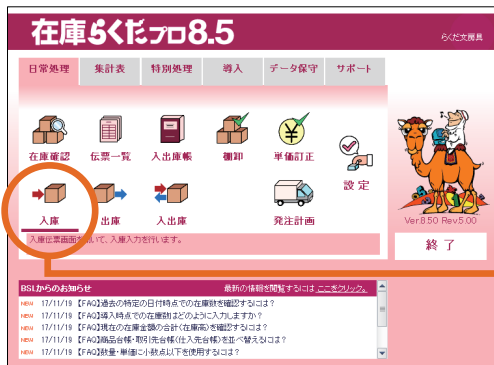 在庫らくだプロ8.5
らくだ文房具
日常処理 集計表 特別処理 導入 データ保守 サポート
在庫確認 伝票一覧 入出庫帳 棚卸 単価訂正
設定
入庫 出庫 入出庫 発注計画
Ver.8.50 Rev5.00
入庫伝票画面を開いて、入庫入力を行います。
終了
BSLからのお知らせ 最新の情報を閲覧するには ここをクリック。
NEW 17/11/19 【FAQ】過去の特定の日付時点での在庫数を確認するには？
NEW 17/11/19 【FAQ】導入時点での在庫数はどのように入力しますか？
NEW 17/11/19 【FAQ】現在の在庫金額の合計（在庫高）を確認するには？
NEW 17/11/19 【FAQ】商品台帳・取引先台帳（仕入先台帳）を並べ替えるには？
NEW 17/11/19 【FAQ】数量・単価に小数点以下を使用するには？